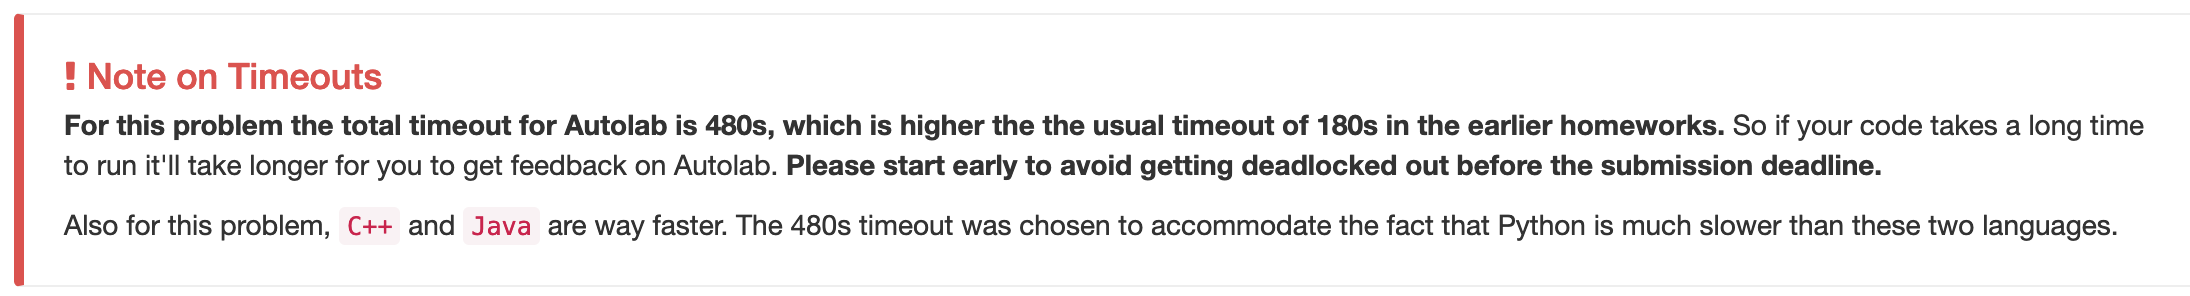 ! Note on Timeouts
For this problem the total timeout for Autolab is 480s, which is higher the the usual timeout of 180s in the earlier homeworks. So if your code takes a long time
to run it'll take longer for you to get feedback on Autolab. Please start early to avoid getting deadlocked out before the submission deadline.
Also for this problem, C++ and Java are way faster. The 480s timeout was chosen to accommodate the fact that Python is much slower than these two languages.